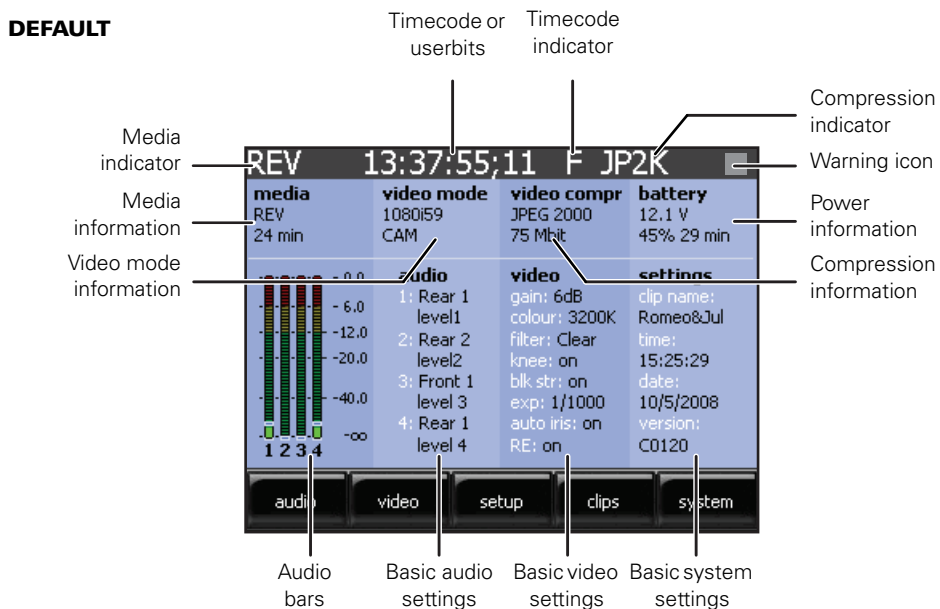 DEFAULT
Timecode or
userbits
Timecode
indicator
Compression
indicator
Media
indicator
Warning icon
Media
information
Power
information
Video mode
information
Compression
information
REV 13:37:55;11 F JP2K
media
REV
24 min
video mode
1080i59
CAM
video compr
JPEG 2000
75 Mbit
battery
12.1 V
45% 29 min
- 0.0
- 6.0
-12.0
-20.0
-40.0
-∞
1 2 3 4
audio
1: Rear 1
level1
2: Rear 2
level2
3: Front 1
level 3
4: Rear 1
level 4
video
gain: 6dB
colour: 3200K
filter: Clear
knee: on
blk str: on
exp: 1/1000
auto iris: on
RE: on
settings
clip name:
Romeo&Jul
time:
15:25:29
date:
10/5/2008
version:
C0120
audio video setup clips system
Audio
bars
Basic audio
settings
Basic video
settings
Basic system
settings